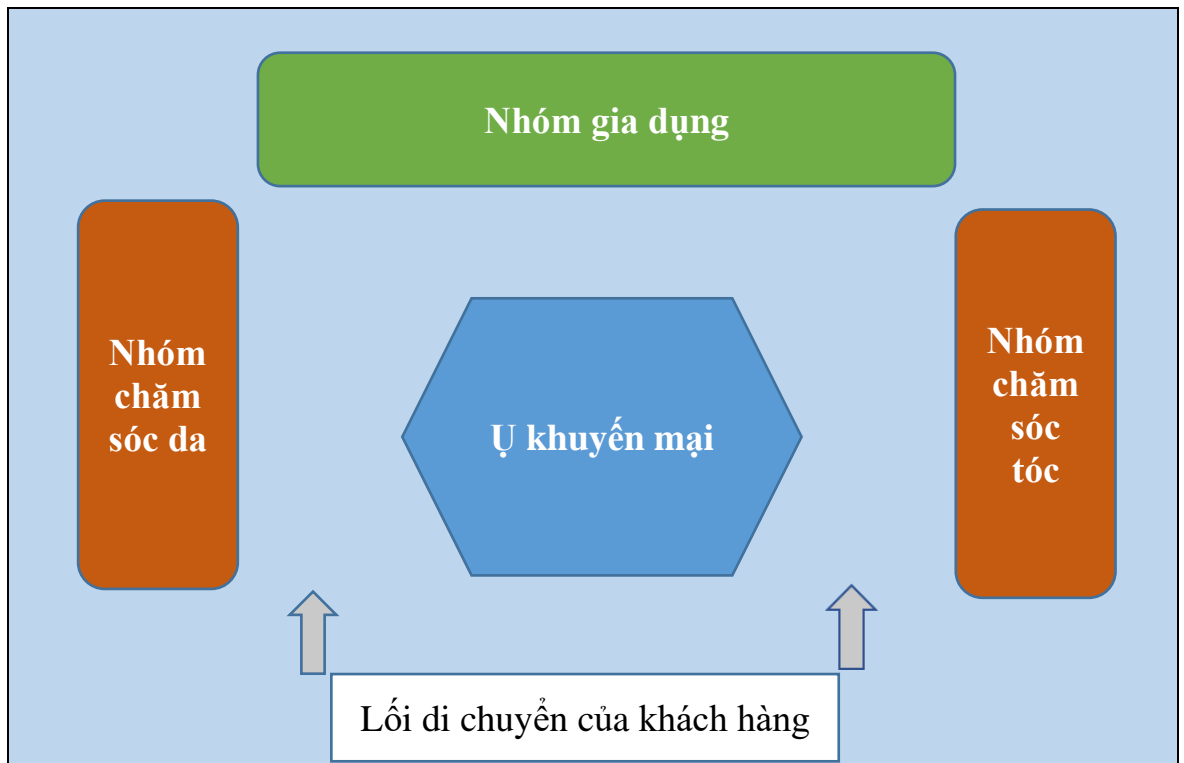 Nhóm gia dụng
Nhóm
chăm
sóc da
Ụ khuyến mại
Nhóm
chăm
sóc
tóc
Lối di chuyển của khách hàng